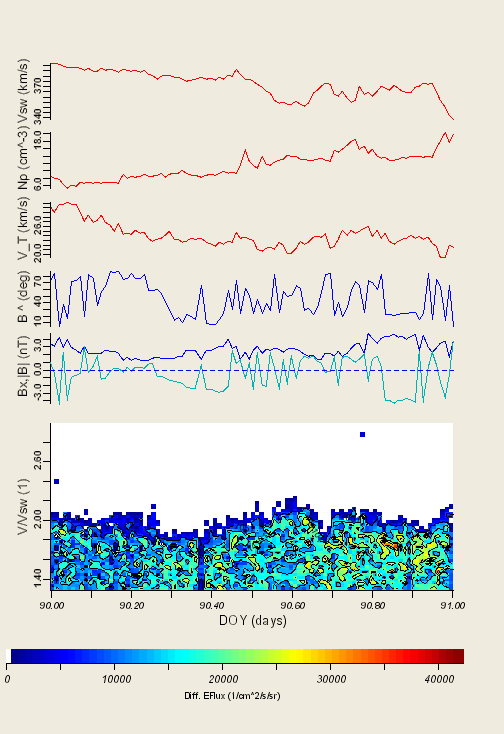 Vsw (km/s)
370
340
Np (cm^-3)
18.0
6.0
V_T (km/s)
26.0
20.0
B ^ (deg)
70
40
10
Bx,|B| (nT)
3.0
0.0
-3.0
V/Vsw (1)
2.60
2.00
1.40
90.00 90.20 90.40 90.60 90.80 91.00
DOY (days)
0 10000 20000 30000 40000
Diff. EFlux (1/cm^2/s/sr)